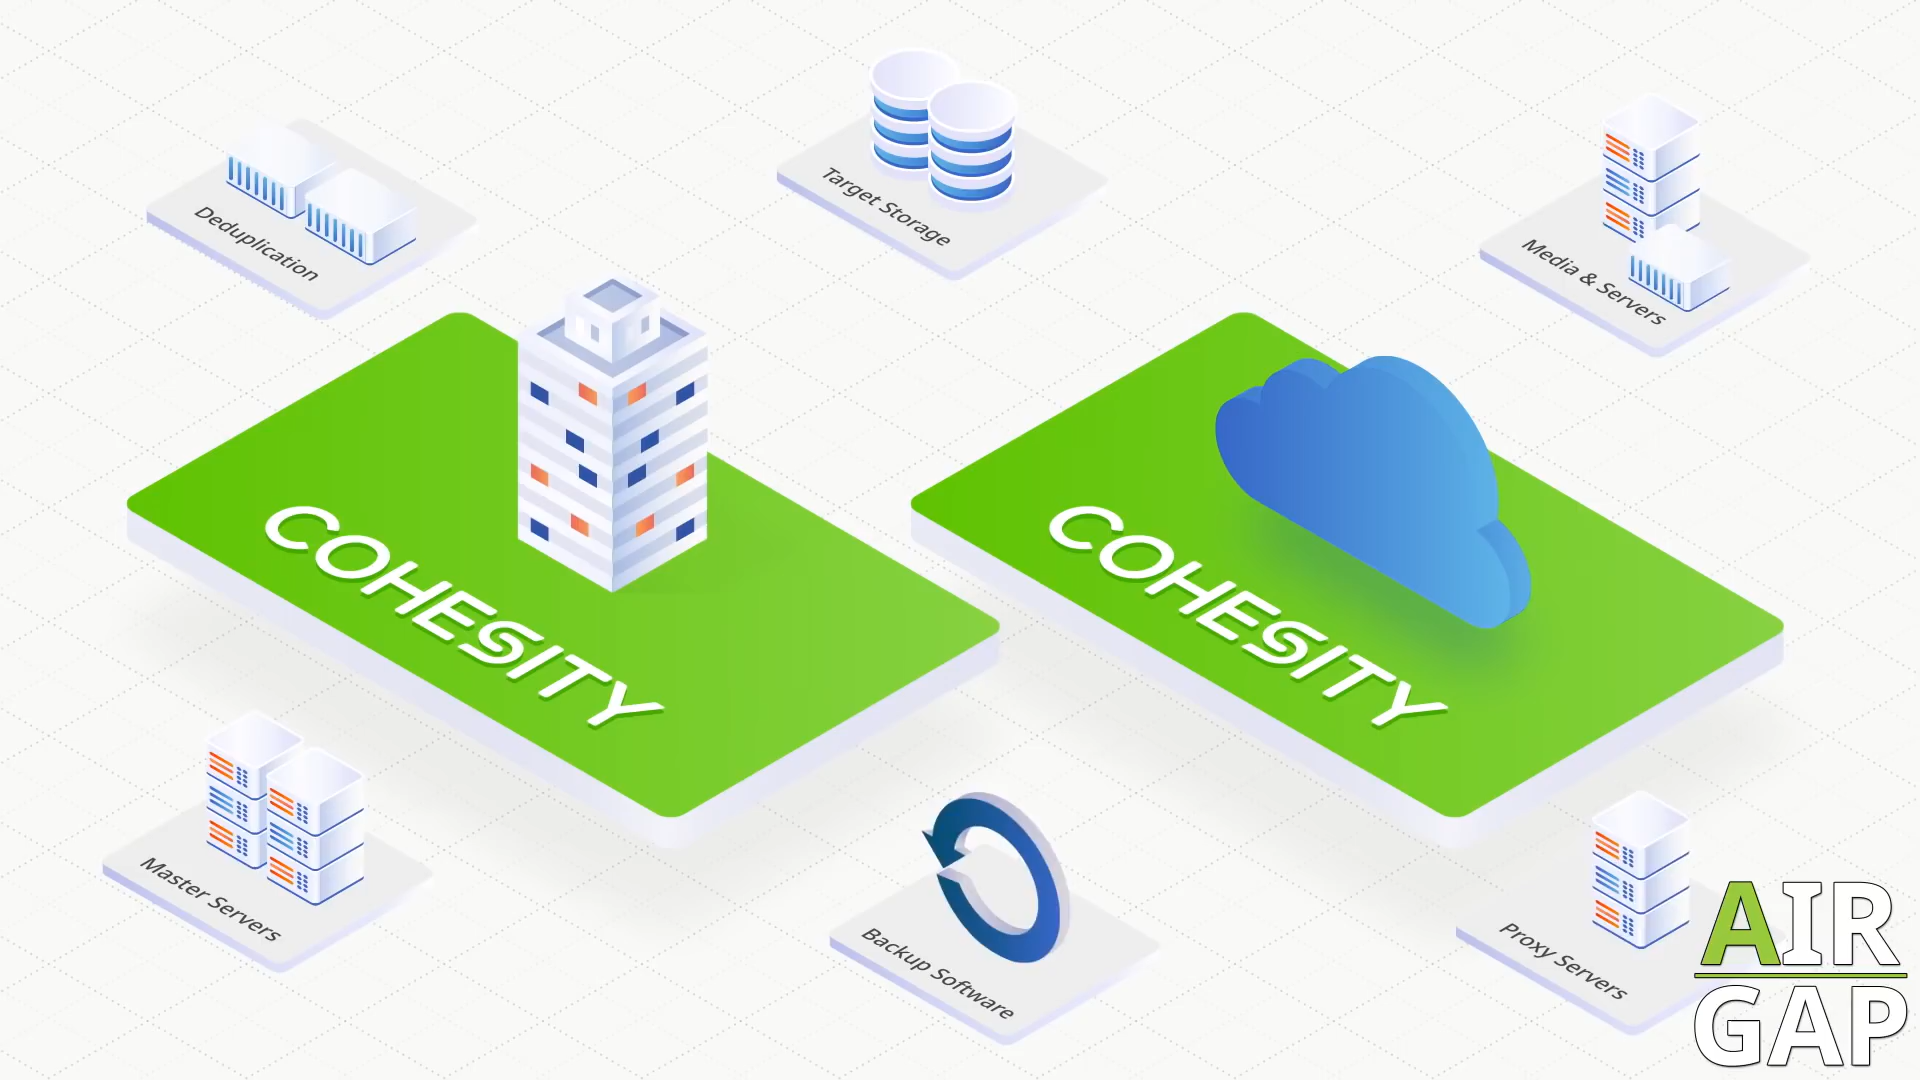 Deduplication
Target Storage
Media & Servers
COHESITY
COHESITY
Master Servers
Backup Software
Proxy Servers
AIR
GAP